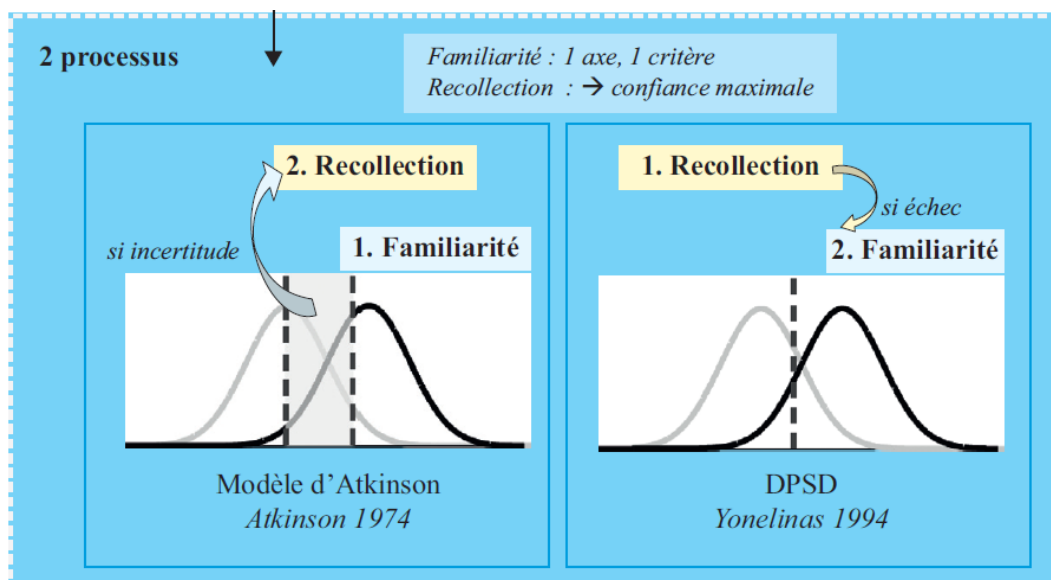 2 processus
Familiarité : 1 axe, 1 critère
Recollection : → confiance maximale
2. Recollection
si incertitude
1. Familiarité
Modèle d'Atkinson
Atkinson 1974
1. Recollection
si échec
2. Familiarité
DPSD
Yonelinas 1994